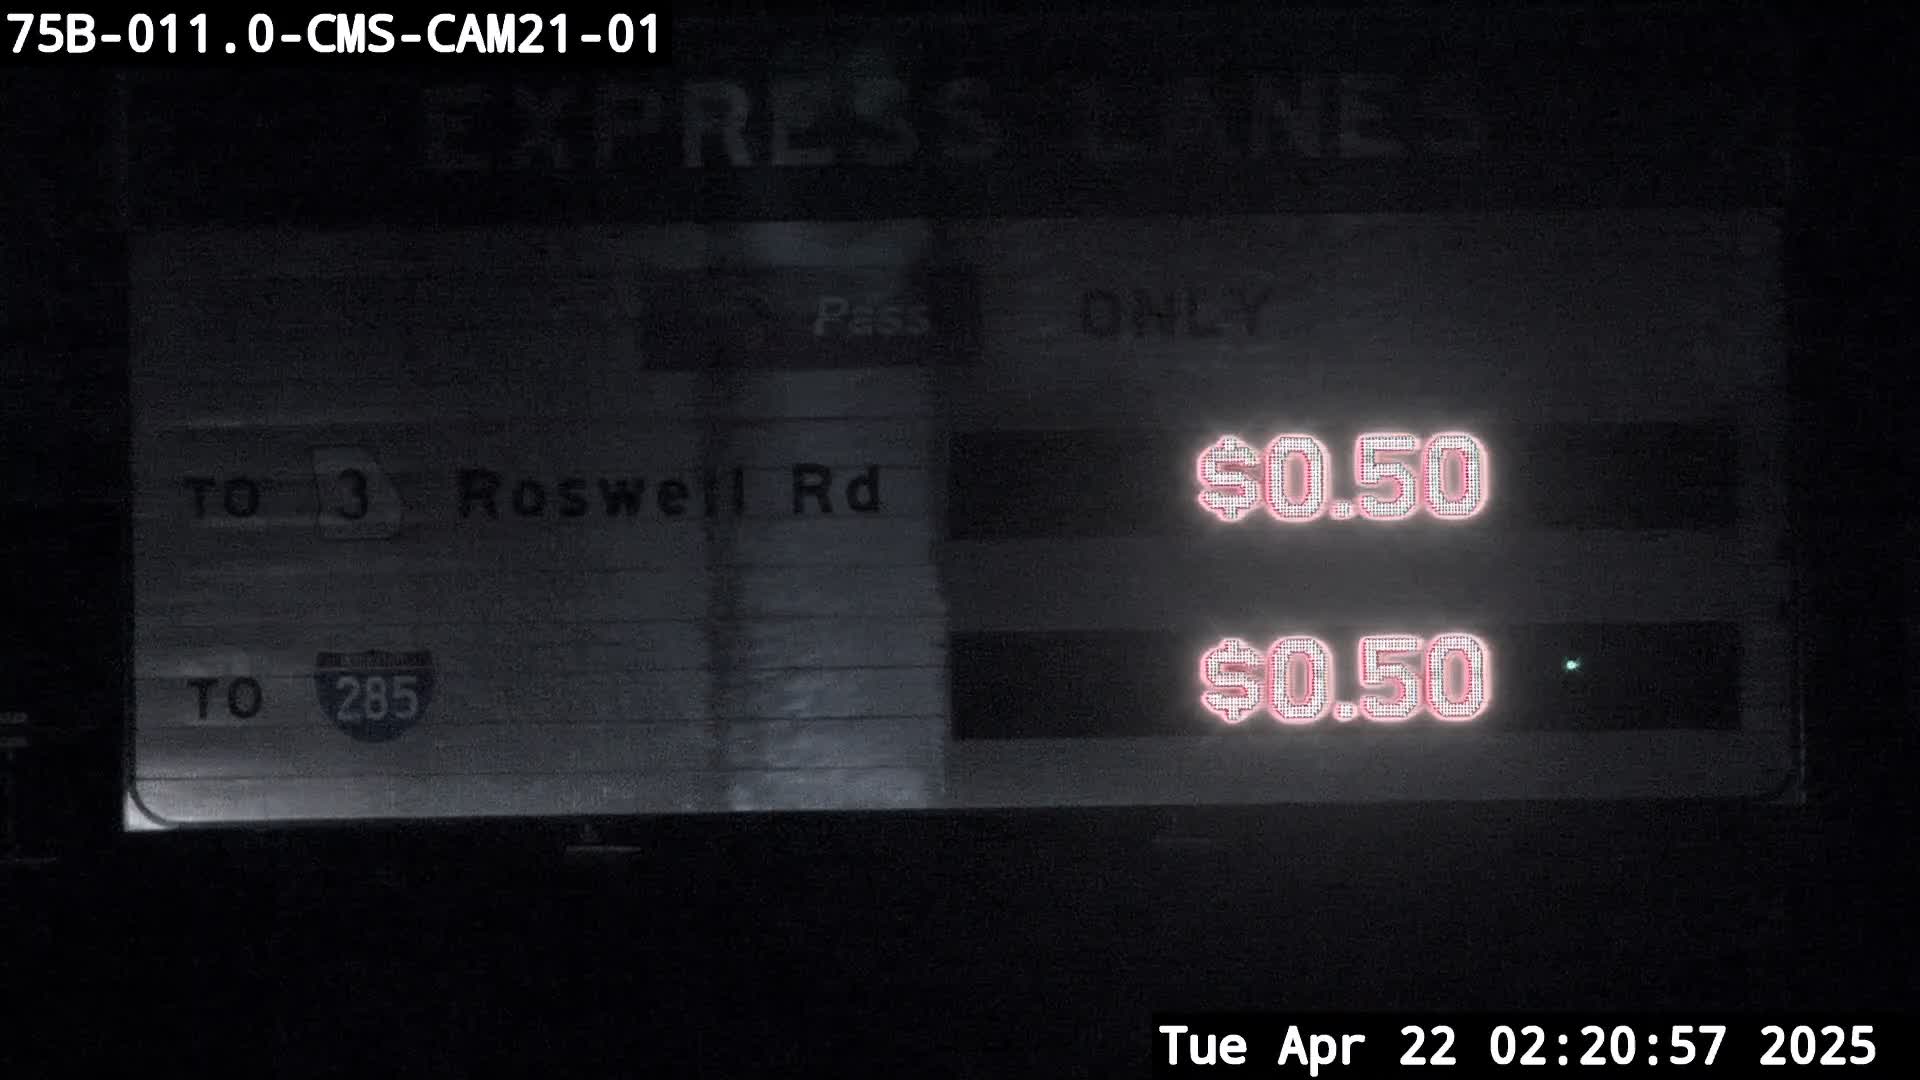 75B-011.0-CMS-CAM21-01
EXPRESS LANES
Pass ONLY
TO 3 Roswell Rd $0.50
TO 285 $0.50
Tue Apr 22 02:20:57 2025